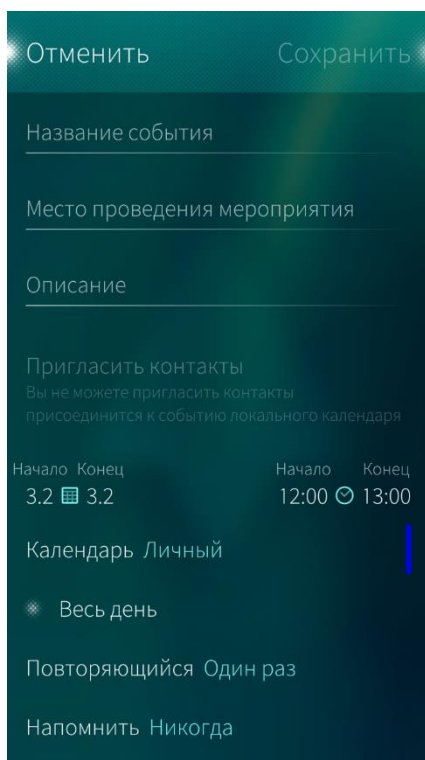 Отменить Сохранить
Название события
Место проведения мероприятия
Описание
Пригласить контакты
Вы не можете пригласить контакты
присоединится к событию локального календаря
Начало Конец Начало Конец
3.2 3.2 12:00 13:00
Календарь Личный
Весь день
Повторяющийся Один раз
Напомнить Никогда